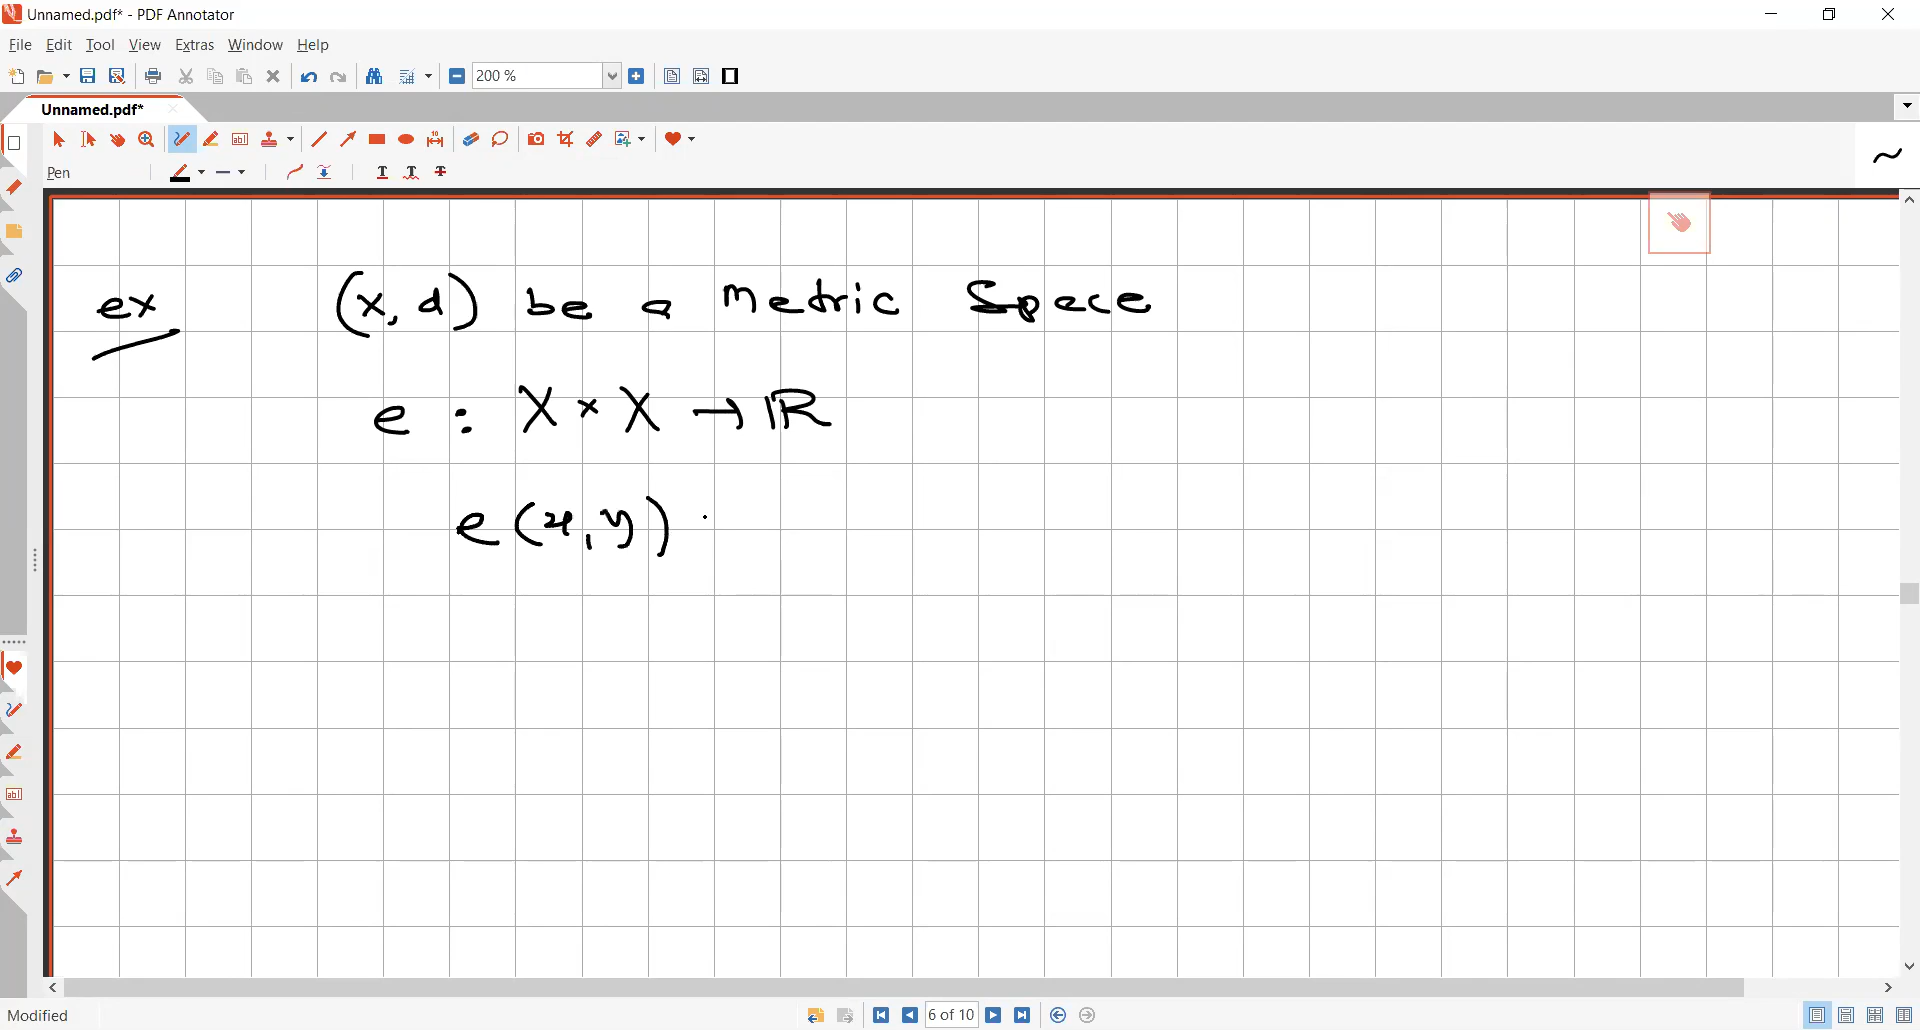 Unnamed.pdf* - PDF Annotator
File Edit Tool View Extras Window Help
200 %
Unnamed.pdf*
Pen
ex (x, d) be a metric Space
e : X × X → ℝ
e (x, y)
Modified
6 of 10